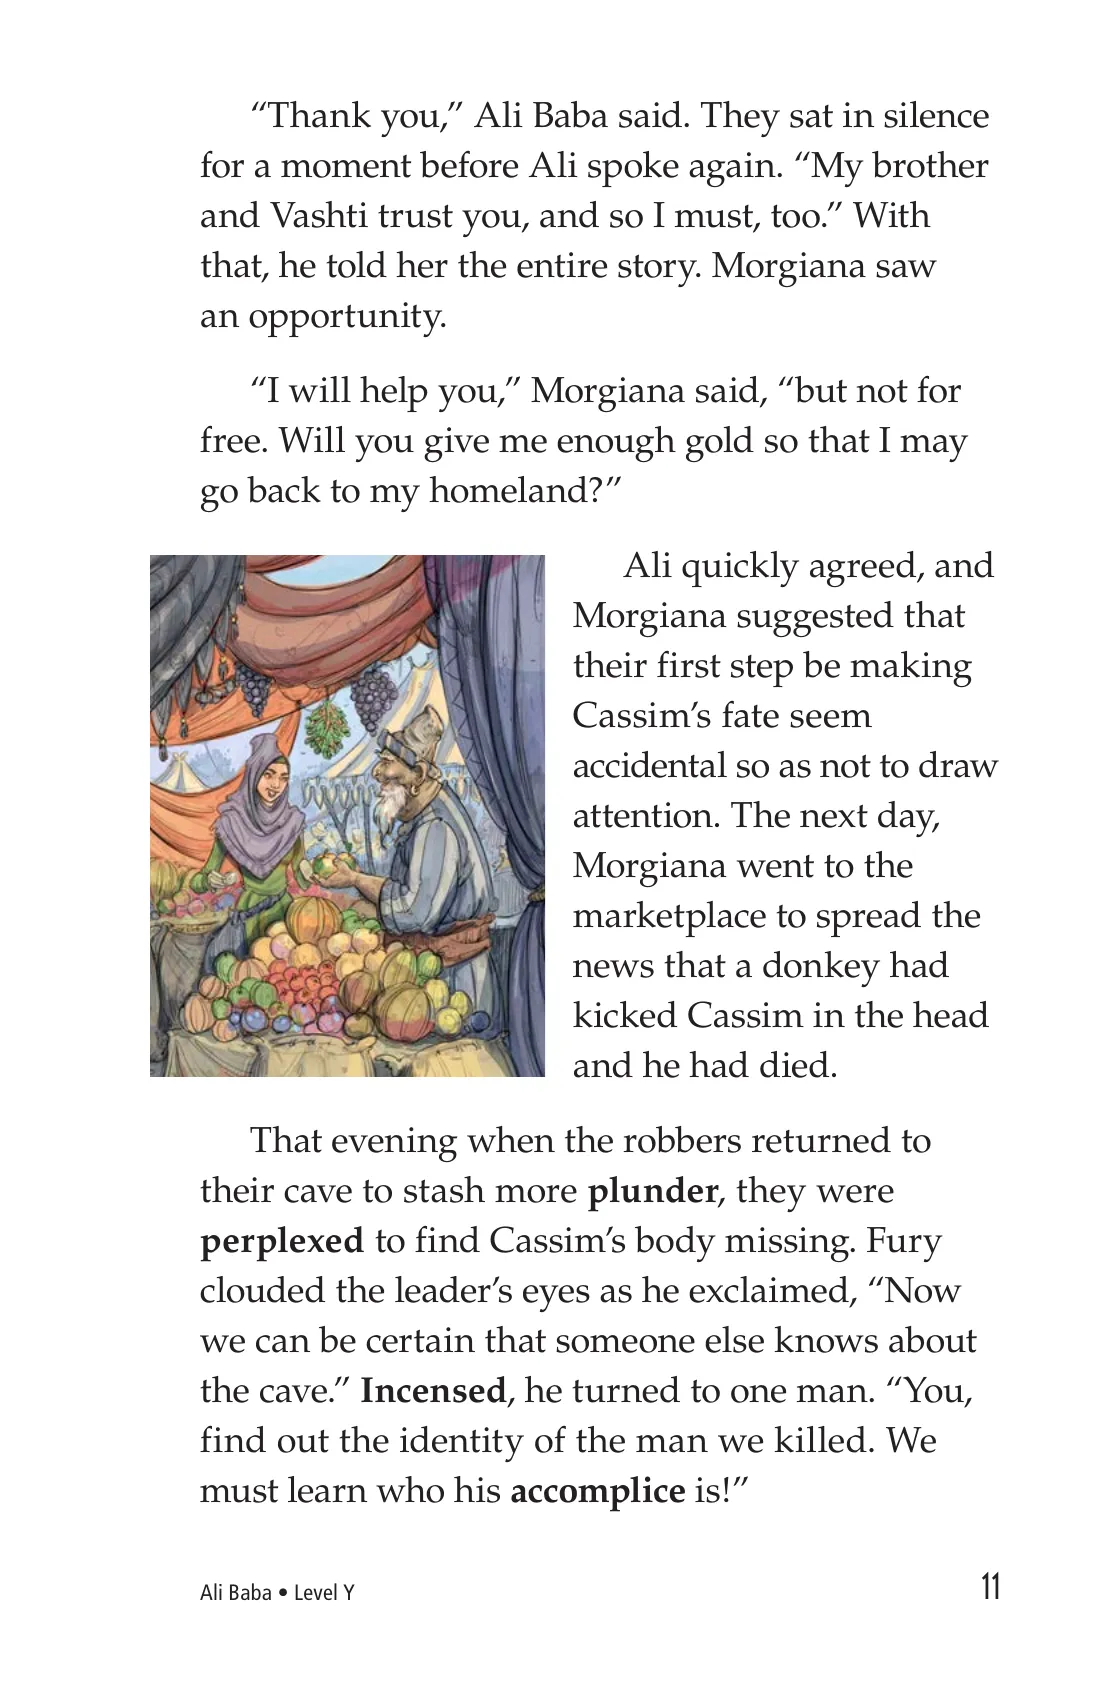 “Thank you,” Ali Baba said. They sat in silence
for a moment before Ali spoke again. “My brother
and Vashti trust you, and so I must, too.” With
that, he told her the entire story. Morgiana saw
an opportunity.
“I will help you,” Morgiana said, “but not for
free. Will you give me enough gold so that I may
go back to my homeland?”
Ali quickly agreed, and
Morgiana suggested that
their first step be making
Cassim’s fate seem
accidental so as not to draw
attention. The next day,
Morgiana went to the
marketplace to spread the
news that a donkey had
kicked Cassim in the head
and he had died.
That evening when the robbers returned to
their cave to stash more plunder, they were
perplexed to find Cassim’s body missing. Fury
clouded the leader’s eyes as he exclaimed, “Now
we can be certain that someone else knows about
the cave.” Incensed, he turned to one man. “You,
find out the identity of the man we killed. We
must learn who his accomplice is!”
Ali Baba • Level Y
11